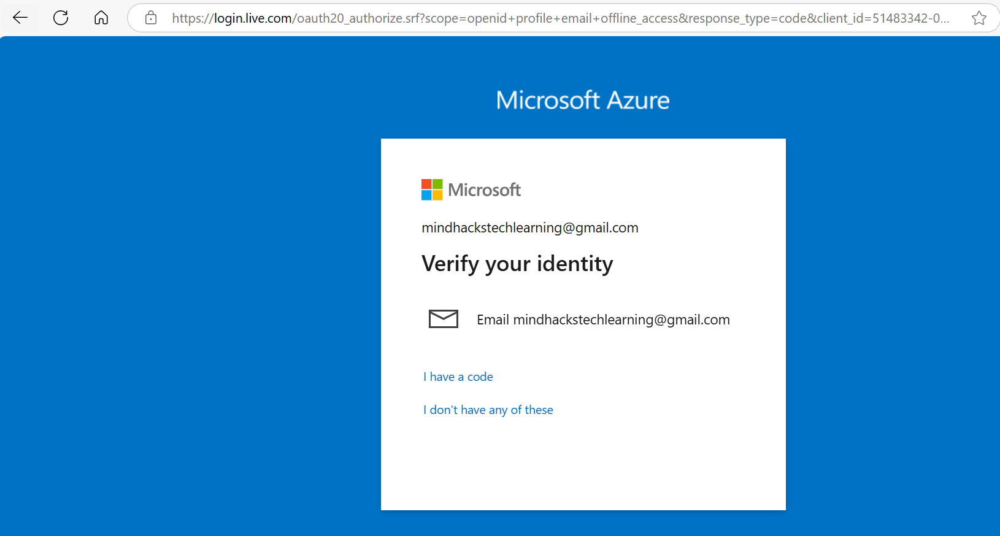 https://login.live.com/oauth20_authorize.srf?scope=openid+profile+email+offline_access&response_type=code&client_id=51483342-0...
Microsoft Azure
Microsoft
mindhackstechlearning@gmail.com
Verify your identity
Email mindhackstechlearning@gmail.com
I have a code
I don't have any of these